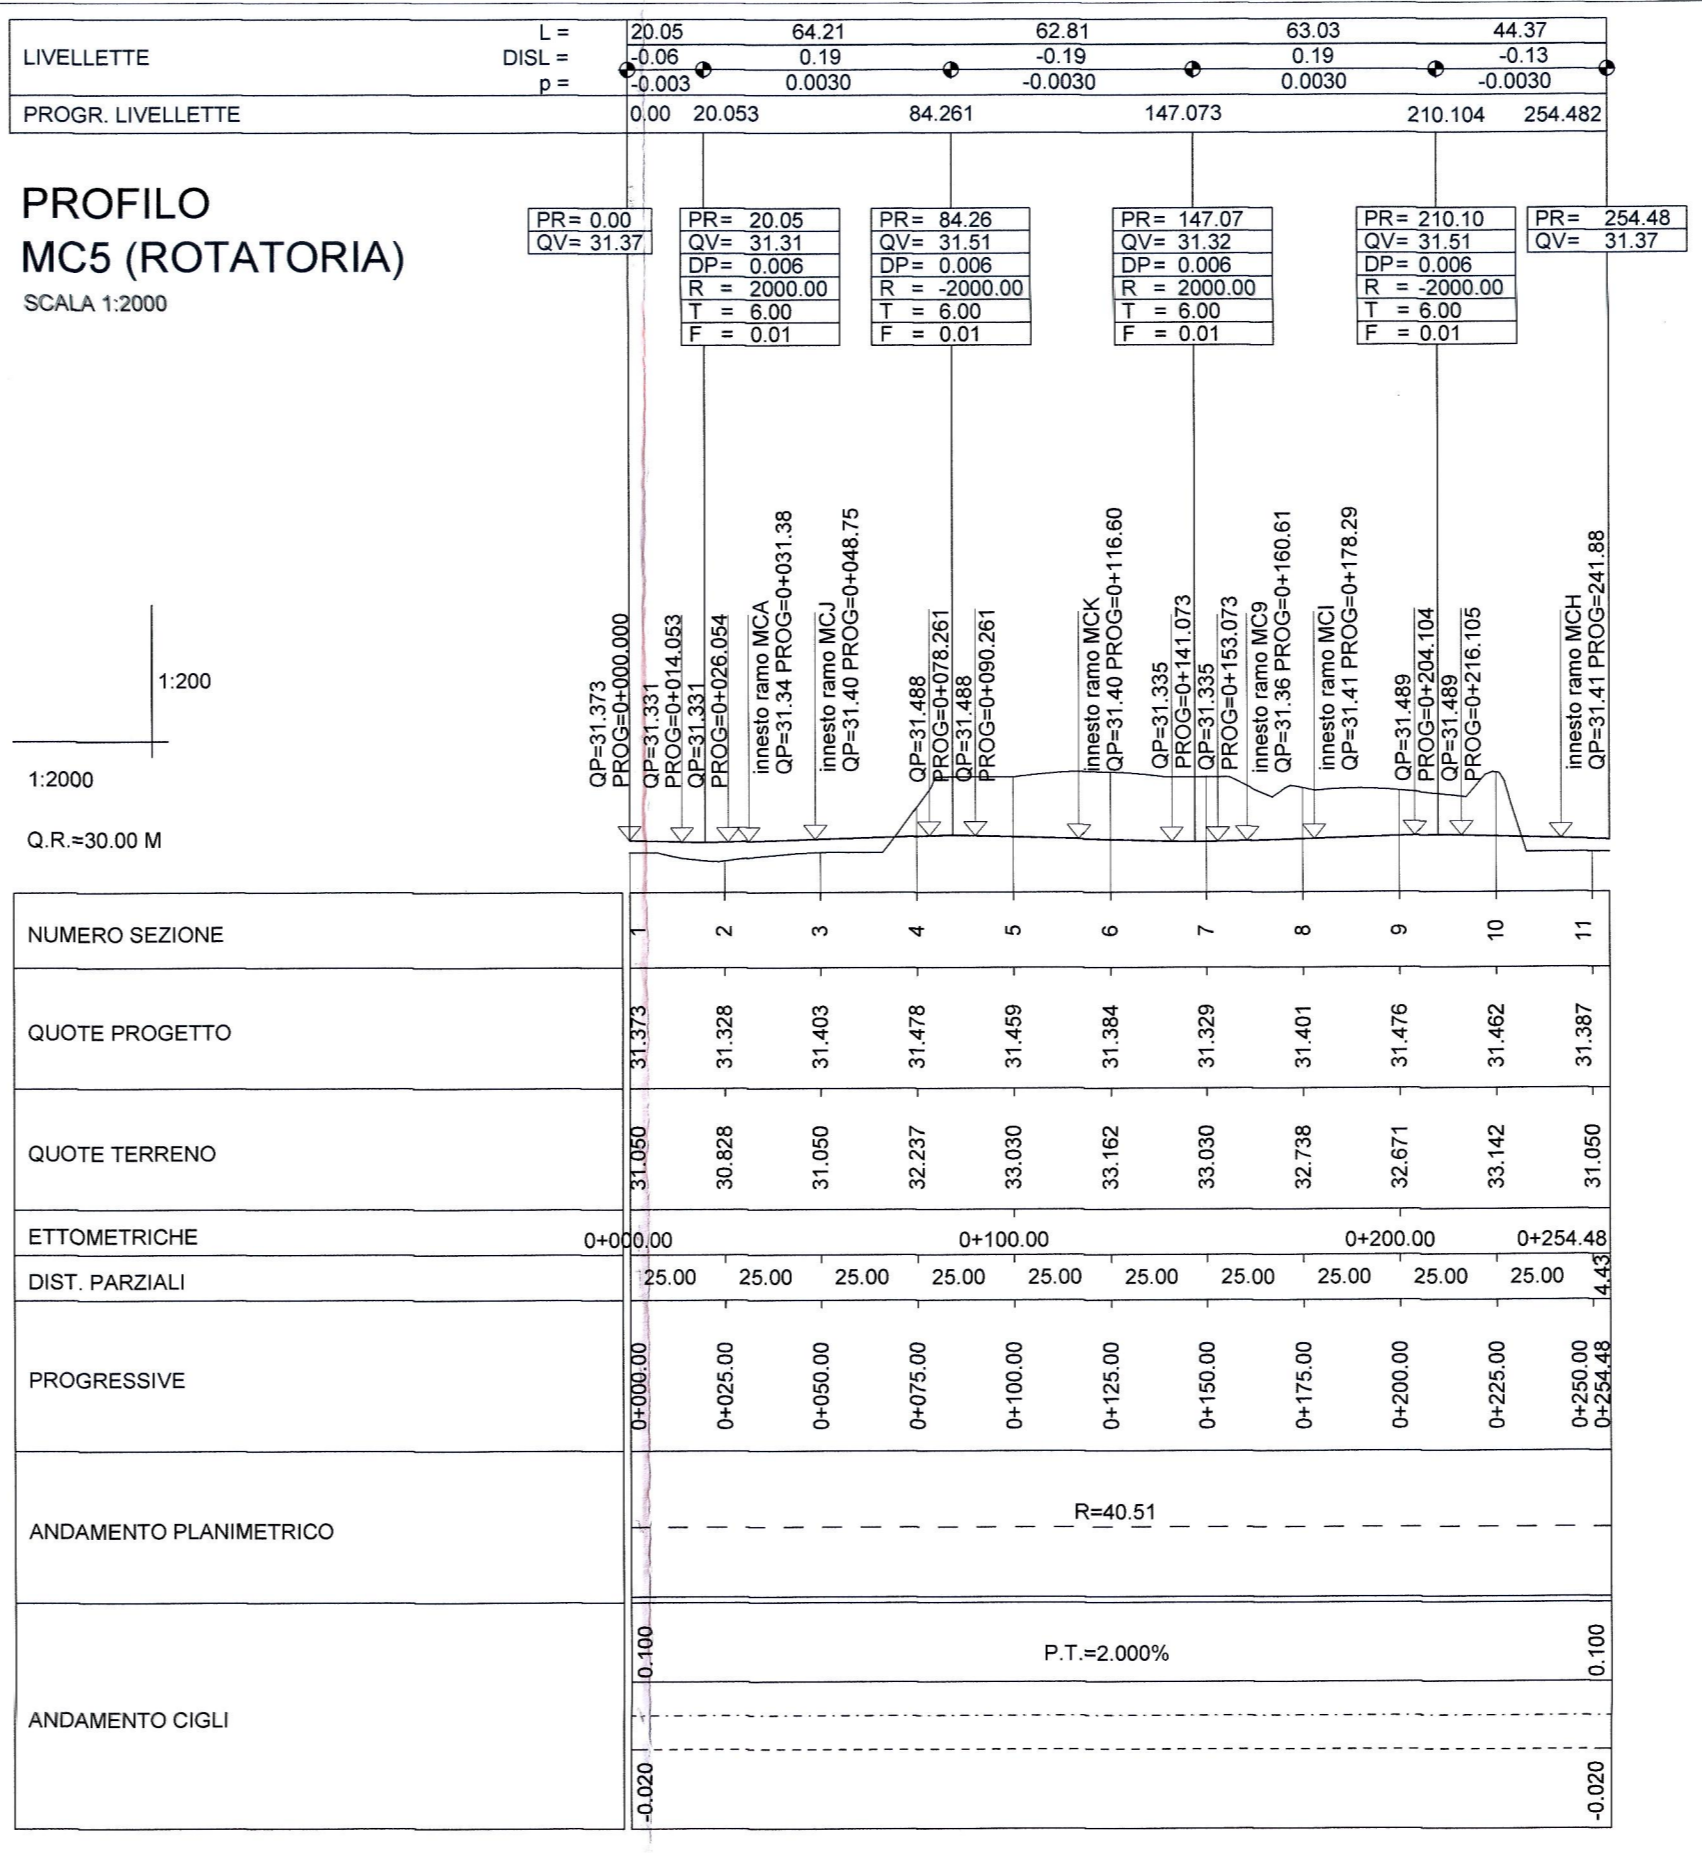 L = 20.05 64.21 62.81 63.03 44.37
LIVELLETTE DISL = -0.06 0.19 -0.19 0.19 -0.13
p = -0.003 0.0030 -0.0030 0.0030 -0.0030
PROGR. LIVELLETTE 0.00 20.053 84.261 147.073 210.104 254.482
PROFILO
MC5 (ROTATORIA)
SCALA 1:2000
PR= 0.00
QV= 31.37
PR= 20.05
QV= 31.31
DP= 0.006
R = 2000.00
T = 6.00
F = 0.01
PR= 84.26
QV= 31.51
DP= 0.006
R = -2000.00
T = 6.00
F = 0.01
PR= 147.07
QV= 31.32
DP= 0.006
R = 2000.00
T = 6.00
F = 0.01
PR= 210.10
QV= 31.51
DP= 0.006
R = -2000.00
T = 6.00
F = 0.01
PR= 254.48
QV= 31.37
1:200
1:2000
Q.R.=30.00 M
QP=31.373
PROG=0+000.000
QP=31.331
PROG=0+014.053
QP=31.331
PROG=0+026.054
innesto ramo MCA
QP=31.34 PROG=0+031.38
innesto ramo MCJ
QP=31.40 PROG=0+048.75
QP=31.488
PROG=0+078.261
QP=31.488
PROG=0+090.261
innesto ramo MCK
QP=31.40 PROG=0+116.60
QP=31.335
PROG=0+141.073
QP=31.335
PROG=0+153.073
innesto ramo MC9
QP=31.36 PROG=0+160.61
innesto ramo MCI
QP=31.41 PROG=0+178.29
QP=31.489
PROG=0+204.104
QP=31.489
PROG=0+216.105
innesto ramo MCH
QP=31.41 PROG=241.88
NUMERO SEZIONE 1 2 3 4 5 6 7 8 9 10 11
QUOTE PROGETTO 31.373 31.328 31.403 31.478 31.459 31.384 31.329 31.401 31.476 31.462 31.387
QUOTE TERRENO 31.050 30.828 31.050 32.237 33.030 33.162 33.030 32.738 32.671 33.142 31.050
ETTOMETRICHE 0+000.00 0+100.00 0+200.00 0+254.48
DIST. PARZIALI 25.00 25.00 25.00 25.00 25.00 25.00 25.00 25.00 25.00 25.00 4.43
PROGRESSIVE 0+000.00 0+025.00 0+050.00 0+075.00 0+100.00 0+125.00 0+150.00 0+175.00 0+200.00 0+225.00 0+250.00 0+254.48
ANDAMENTO PLANIMETRICO R=40.51
0.100 P.T.=2.000% 0.100
ANDAMENTO CIGLI
-0.020 -0.020